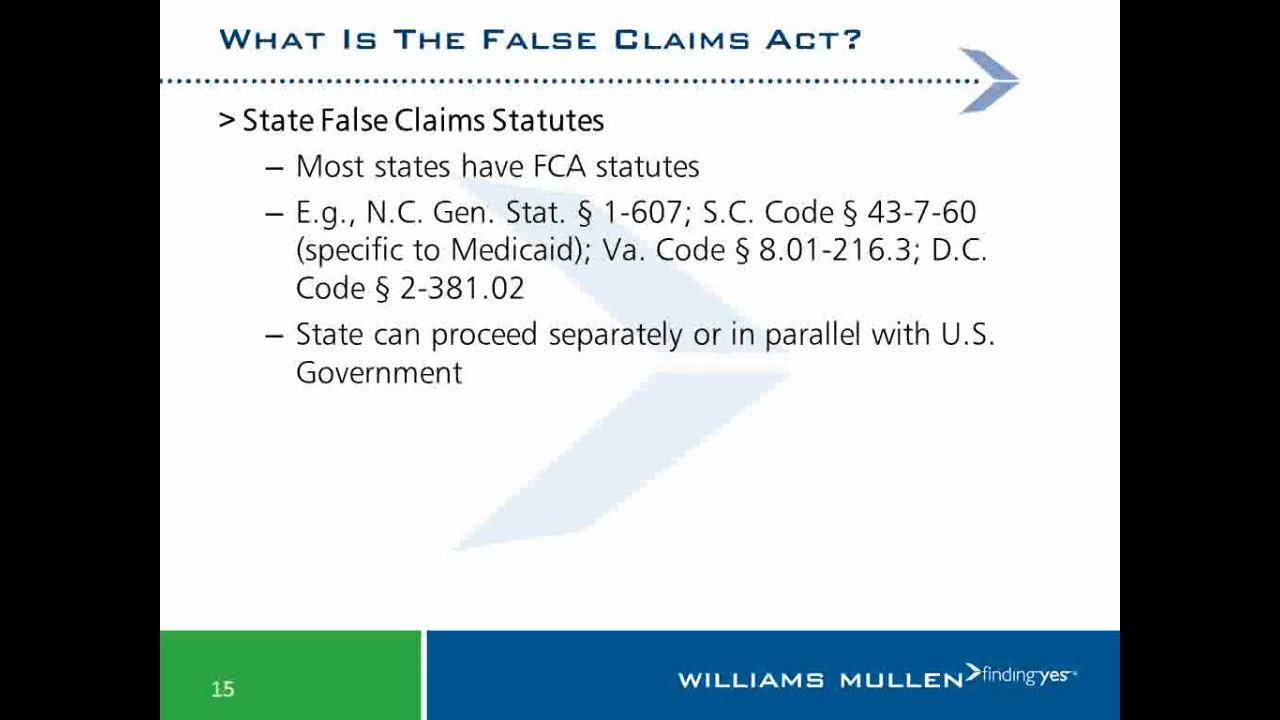 WHAT IS THE FALSE CLAIMS ACT?
> State False Claims Statutes
– Most states have FCA statutes
– E.g., N.C. Gen. Stat. § 1-607; S.C. Code § 43-7-60
(specific to Medicaid); Va. Code § 8.01-216.3; D.C.
Code § 2-381.02
– State can proceed separately or in parallel with U.S.
Government
15
WILLIAMS MULLEN finding yes™